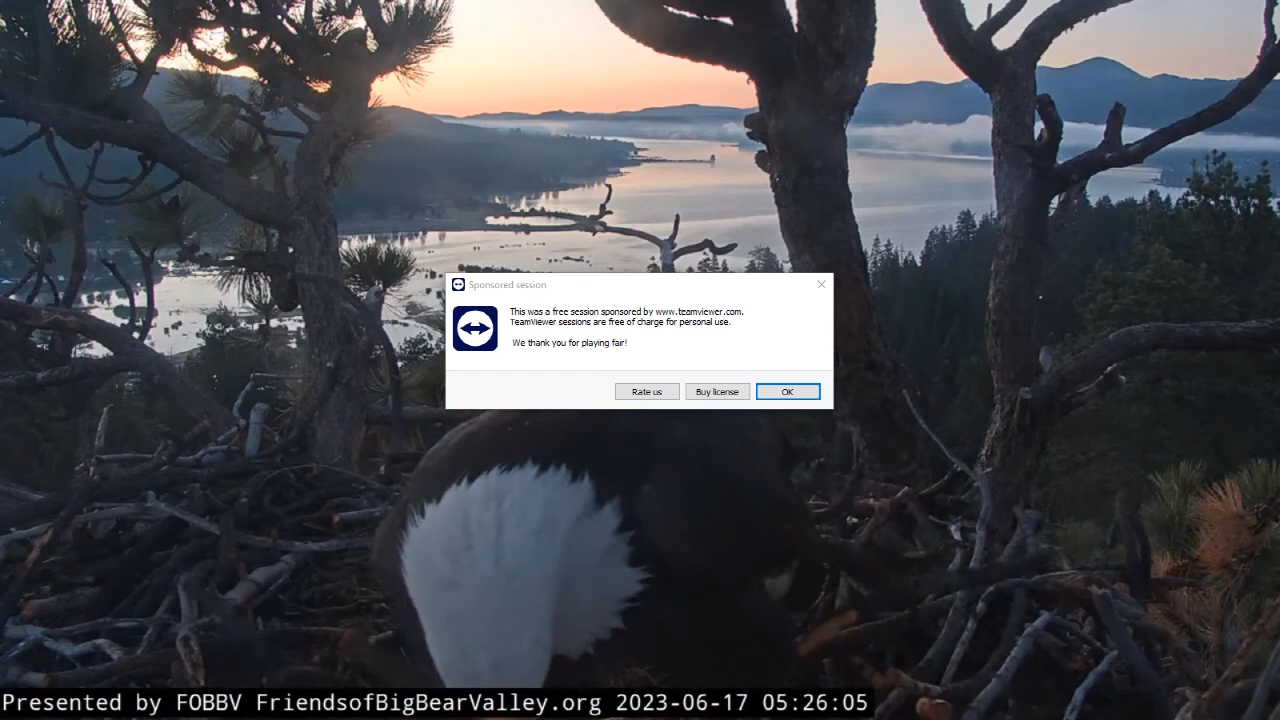 Sponsored session
This was a free session sponsored by www.teamviewer.com.
TeamViewer sessions are free of charge for personal use.
We thank you for playing fair!
Rate us
Buy license
OK
Presented by FOBBV FriendsofBigBearValley.org 2023-06-17 05:26:05